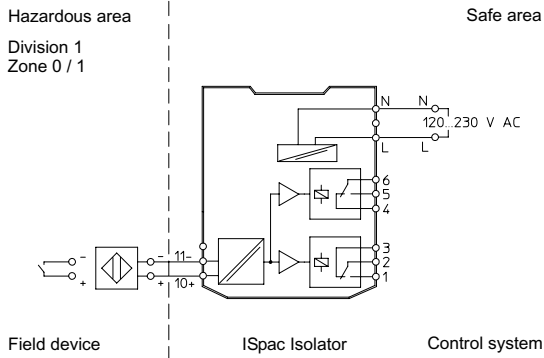 Hazardous area
Safe area
Division 1
Zone 0 / 1
N N
120...230 V AC
L L
6
5
4
3
2
1
- - 11-
+ + 10+
Field device
ISpac Isolator
Control system